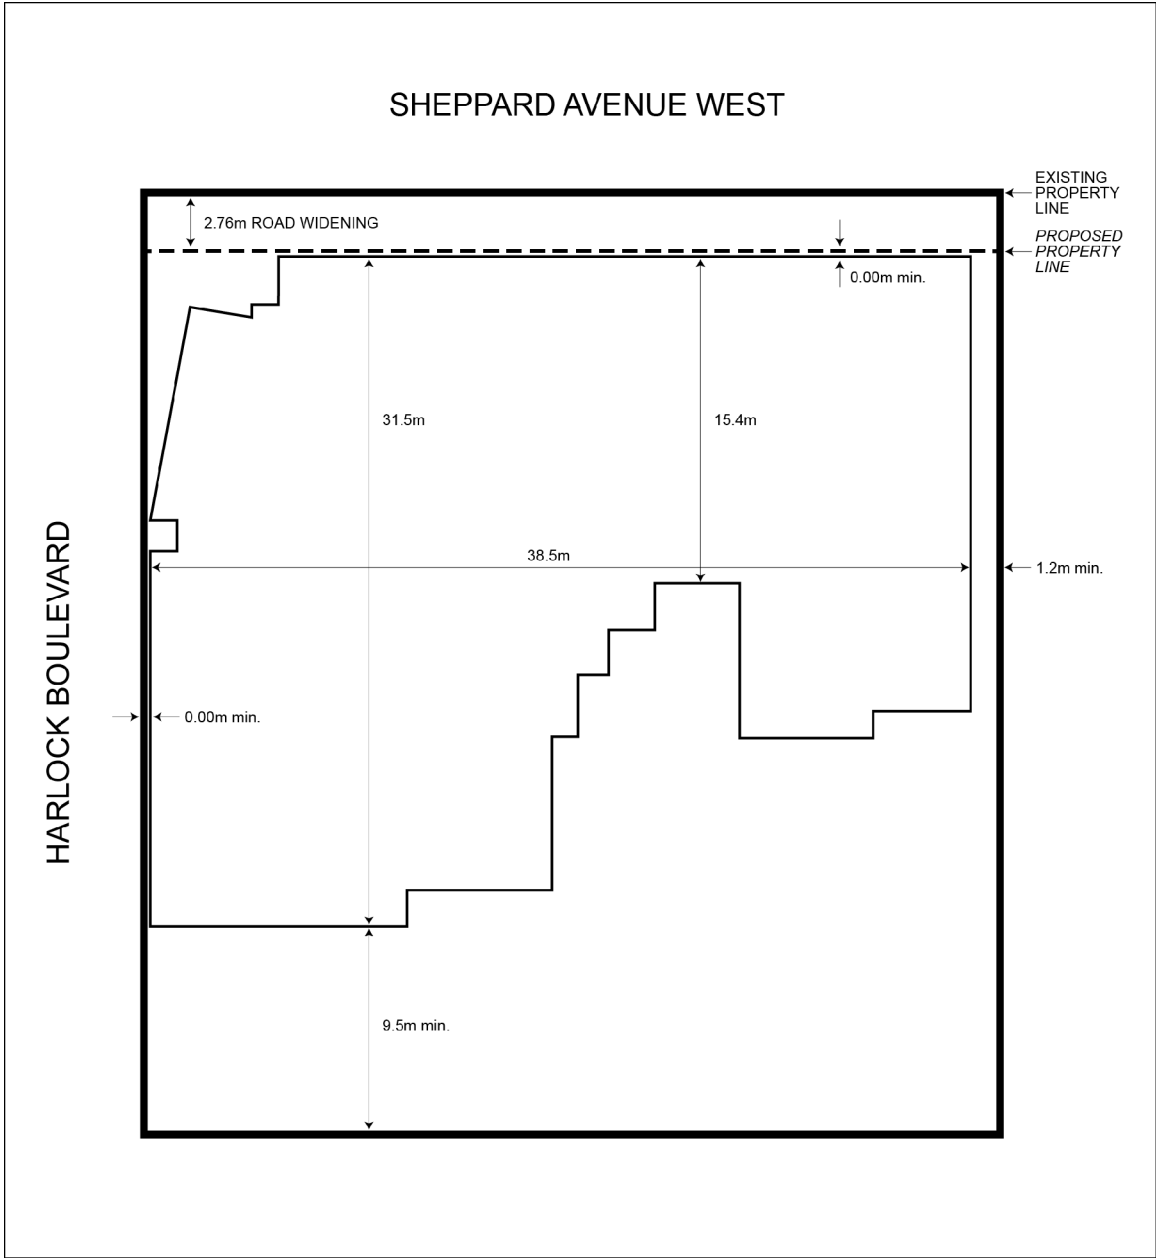 SHEPPARD AVENUE WEST
EXISTING
PROPERTY
LINE
2.76m ROAD WIDENING
PROPOSED
PROPERTY
LINE
0.00m min.
31.5m
15.4m
HARLOCK BOULEVARD
38.5m
1.2m min.
0.00m min.
9.5m min.